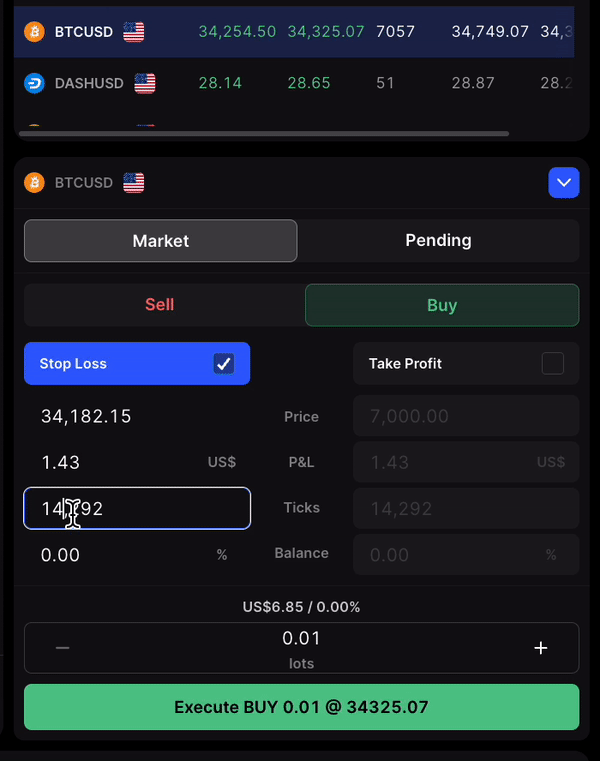 BTCUSD 34,254.50 34,325.07 7057 34,749.07 34,3
DASHUSD 28.14 28.65 51 28.87 28.2
BTCUSD
Market Pending
Sell Buy
Stop Loss Take Profit
34,182.15 Price 7,000.00
1.43 US$ P&L 1.43 US$
14,292 Ticks 14,292
0.00 % Balance 0.00 %
US$6.85 / 0.00%
− 0.01 +
lots
Execute BUY 0.01 @ 34325.07